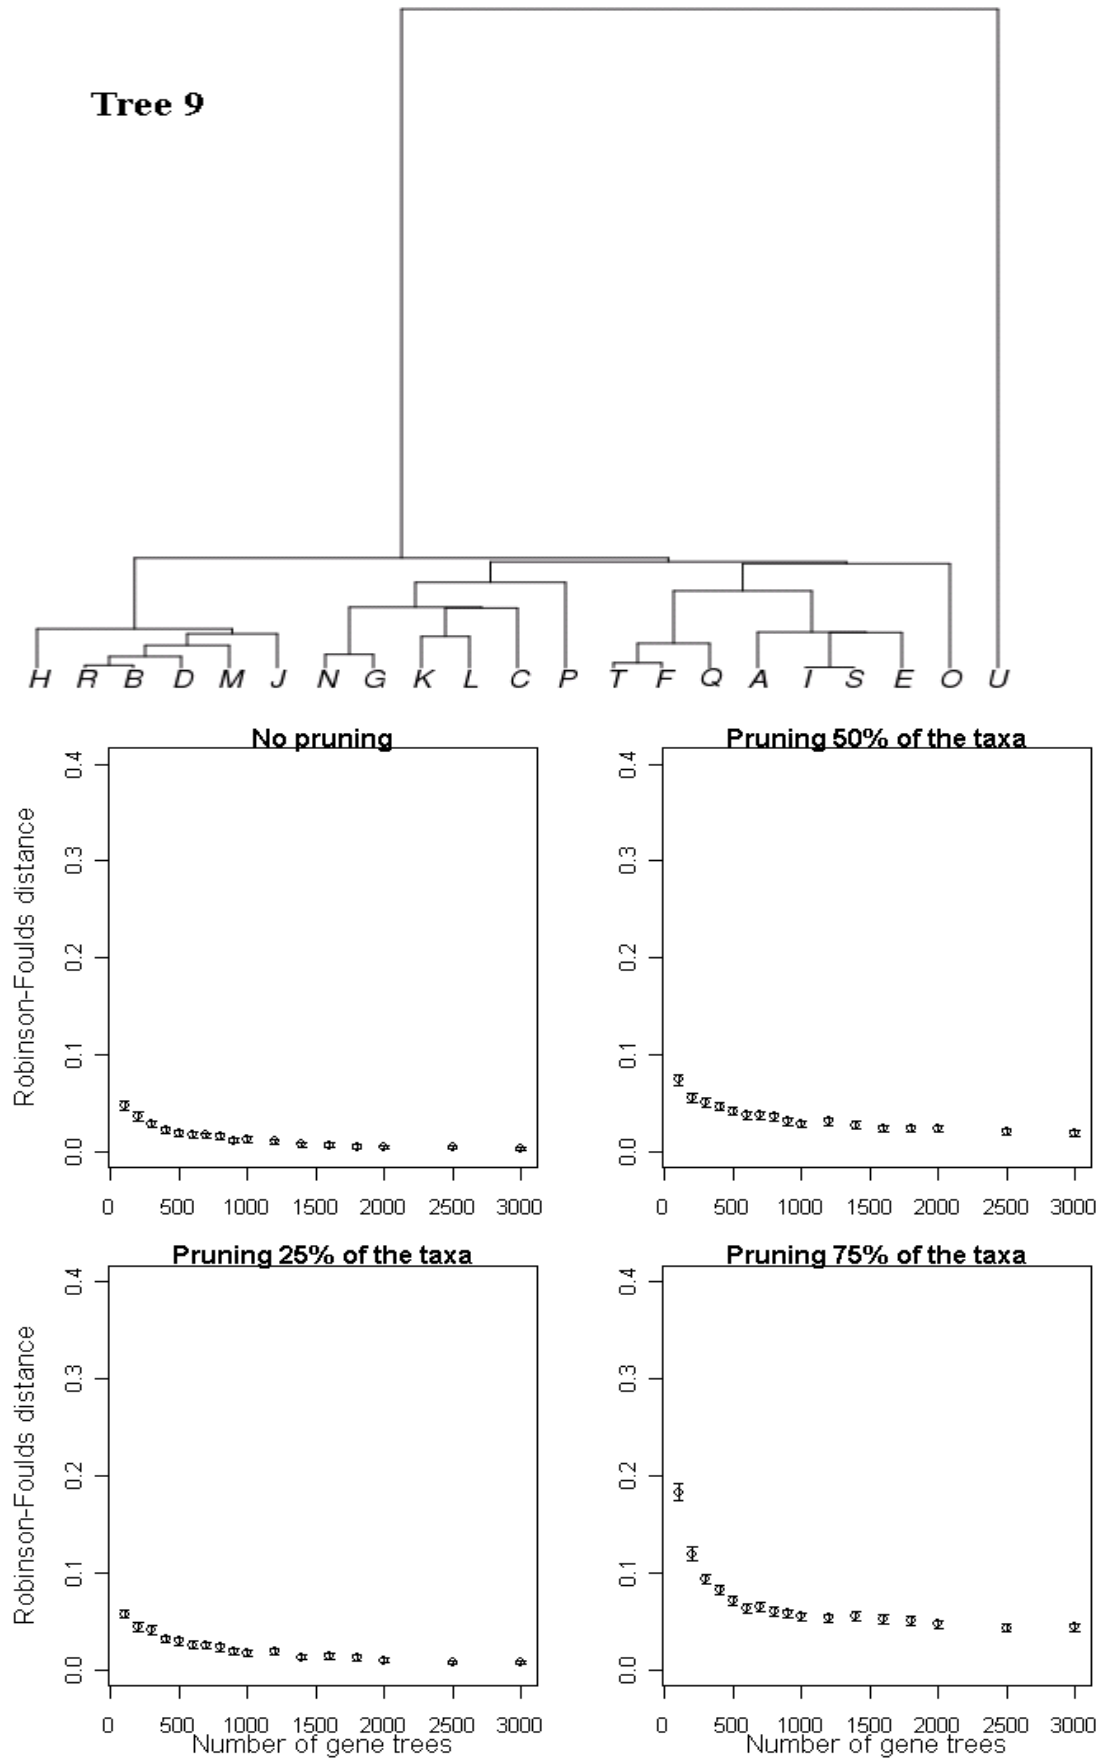 Tree 9
H R B D M J N G K L C P T F Q A I S E O U
No pruning
Robinson-Foulds distance
0.4
0.3
0.2
0.1
0.0
0 500 1000 1500 2000 2500 3000
Pruning 50% of the taxa
0.4
0.3
0.2
0.1
0.0
0 500 1000 1500 2000 2500 3000
Pruning 25% of the taxa
Robinson-Foulds distance
0.4
0.3
0.2
0.1
0.0
0 500 1000 1500 2000 2500 3000
Number of gene trees
Pruning 75% of the taxa
0.4
0.3
0.2
0.1
0.0
0 500 1000 1500 2000 2500 3000
Number of gene trees